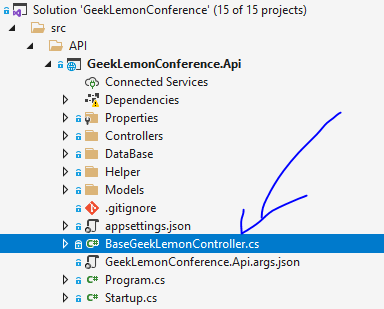 Solution 'GeekLemonConference' (15 of 15 projects)
src
API
GeekLemonConference.Api
Connected Services
Dependencies
Properties
Controllers
DataBase
Helper
Models
.gitignore
appsettings.json
C# BaseGeekLemonController.cs
GeekLemonConference.Api.args.json
C# Program.cs
C# Startup.cs